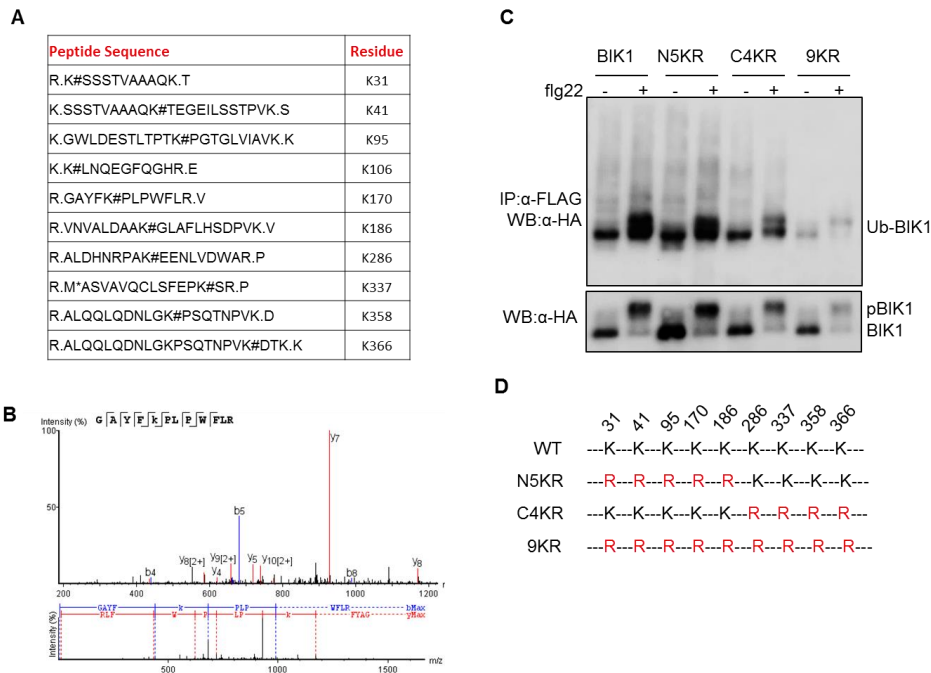 A
Peptide Sequence Residue
R.K#SSSTVAAAQK.T K31
K.SSSTVAAAQK#TEGEILSSTPVK.S K41
K.GWLDESTLTPTK#PGTGLVIAVK.K K95
K.K#LNQEGFQGHR.E K106
R.GAYFK#PLPWFLR.V K170
R.VNVALDAAK#GLAFLHSDPVK.V K186
R.ALDHNRPAK#EENLVDWAR.P K286
R.M*ASVAVQCLSFEPK#SR.P K337
R.ALQQLQDNLGK#PSQTNPVK.D K358
R.ALQQLQDNLGKPSQTNPVK#DTK.K K366
B
Intensity (%) G A Y F k P L P W F L R
100
50
y7
b5
y8[2+] y9[2+] y5 y10[2+]
b4 y4 b8 y8
200 400 600 800 1000 1200
GAYF k PLP WFLR bMax
RLF W P LP k FYAG yMax
Intensity (%)
500 1000 1500 m/z
C
BIK1 N5KR C4KR 9KR
flg22 - + - + - + - +
IP:α-FLAG
WB:α-HA
Ub-BIK1
WB:α-HA
pBIK1
BIK1
D
31 41 95 170 186 286 337 358 366
WT ---K---K---K---K---K---K---K---K---K---
N5KR ---R---R---R---R---R---K---K---K---K---
C4KR ---K---K---K---K---K---R---R---R---R---
9KR ---R---R---R---R---R---R---R---R---R---